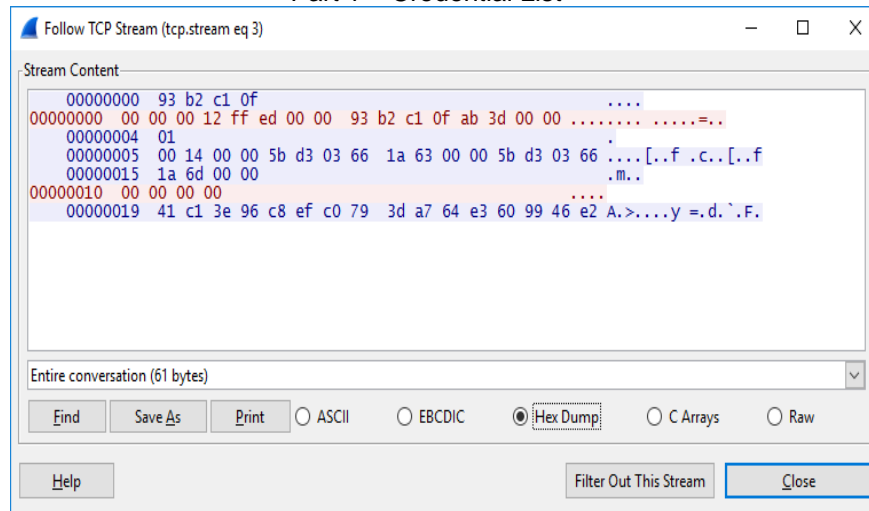 Follow TCP Stream (tcp.stream eq 3)
Stream Content
00000000 93 b2 c1 0f ....
00000000 00 00 00 12 ff ed 00 00 93 b2 c1 0f ab 3d 00 00 ........ .....=..
00000004 01 .
00000005 00 14 00 00 5b d3 03 66 1a 63 00 00 5b d3 03 66 ....[..f .c..[..f
00000015 1a 6d 00 00 .m..
00000010 00 00 00 00 ....
00000019 41 c1 3e 96 c8 ef c0 79 3d a7 64 e3 60 99 46 e2 A.>....y =.d.`.F.
Entire conversation (61 bytes)
Find Save As Print ASCII EBCDIC Hex Dump C Arrays Raw
Help Filter Out This Stream Close